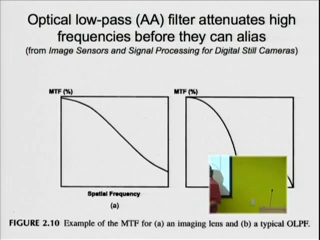 Optical low-pass (AA) filter attenuates high
frequencies before they can alias
(from Image Sensors and Signal Processing for Digital Still Cameras)
MTF (%)
MTF (%)
Spatial Frequency
(a)
FIGURE 2.10 Example of the MTF for (a) an imaging lens and (b) a typical OLPF.